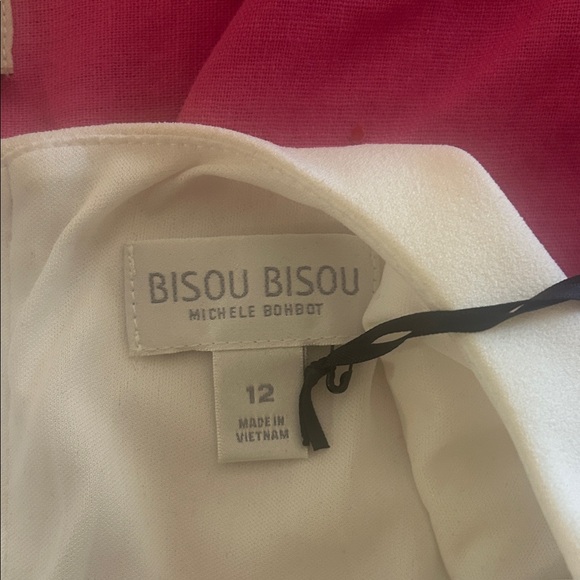 BISOU BISOU
MICHELE BOHBOT
12
MADE IN
VIETNAM